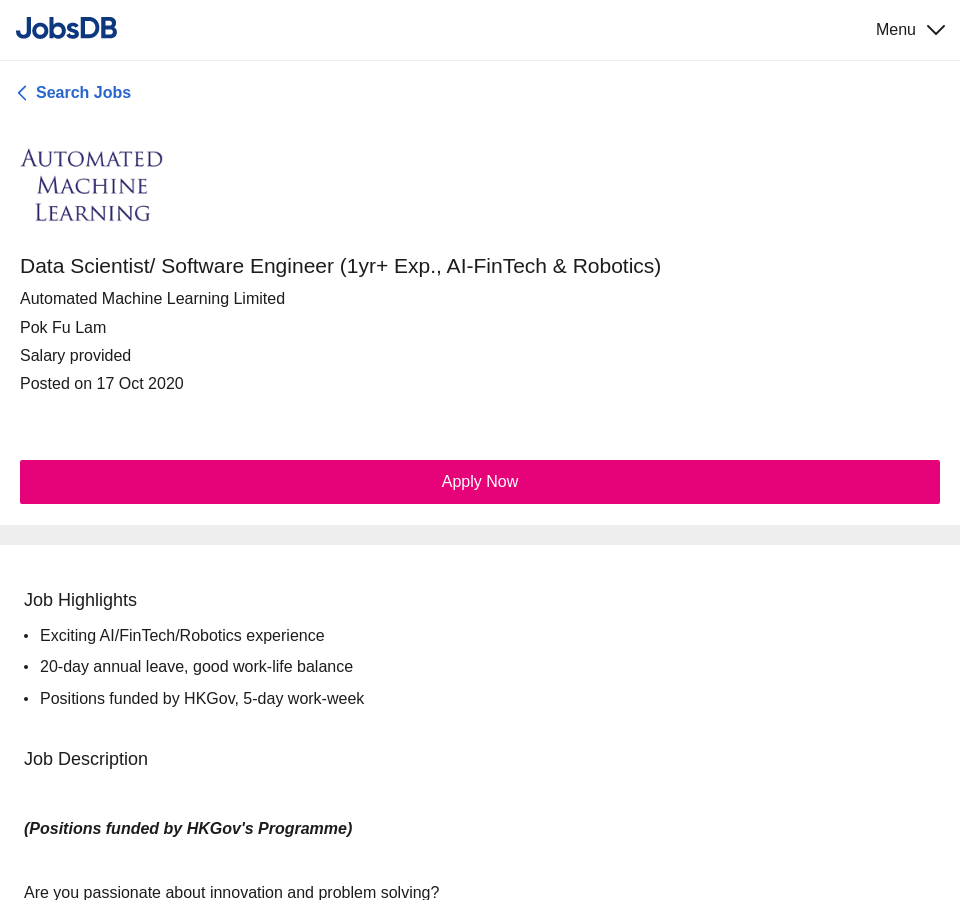 JobsDB
Menu
Search Jobs
AUTOMATED
MACHINE
LEARNING
Data Scientist/ Software Engineer (1yr+ Exp., AI-FinTech & Robotics)
Automated Machine Learning Limited
Pok Fu Lam
Salary provided
Posted on 17 Oct 2020
Apply Now
Job Highlights
• Exciting AI/FinTech/Robotics experience
• 20-day annual leave, good work-life balance
• Positions funded by HKGov, 5-day work-week
Job Description
(Positions funded by HKGov's Programme)
Are you passionate about innovation and problem solving?